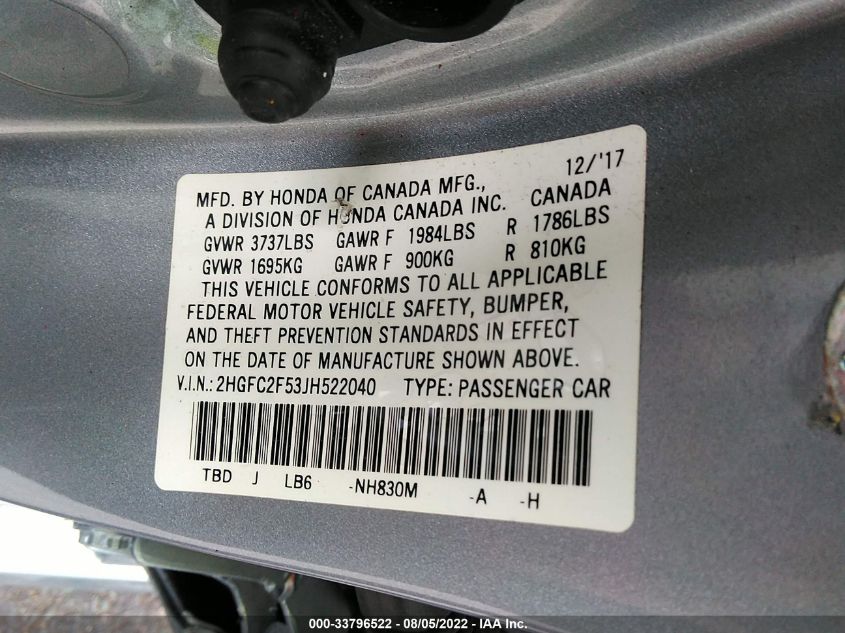 12/'17
MFD. BY HONDA OF CANADA MFG.,
A DIVISION OF HONDA CANADA INC. CANADA
GVWR 3737LBS GAWR F 1984LBS R 1786LBS
GVWR 1695KG GAWR F 900KG R 810KG
THIS VEHICLE CONFORMS TO ALL APPLICABLE
FEDERAL MOTOR VEHICLE SAFETY, BUMPER,
AND THEFT PREVENTION STANDARDS IN EFFECT
ON THE DATE OF MANUFACTURE SHOWN ABOVE.
V.I.N.: 2HGFC2F53JH522040 TYPE: PASSENGER CAR
TBD J LB6 -NH830M -A -H
000-33796522 - 08/05/2022 - IAA Inc.